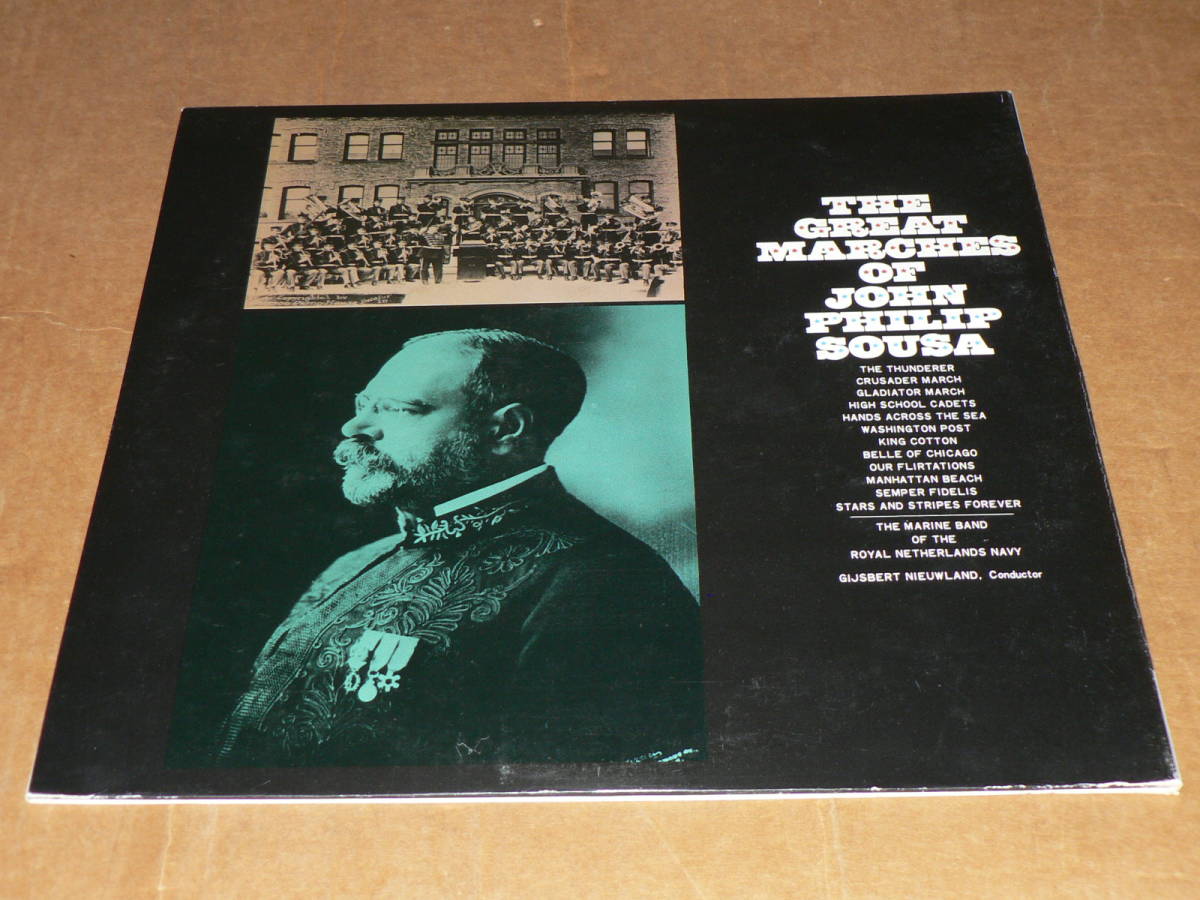 THE
GREAT
MARCHES
OF
JOHN
PHILIP
SOUSA
THE THUNDERER
CRUSADER MARCH
GLADIATOR MARCH
HIGH SCHOOL CADETS
HANDS ACROSS THE SEA
WASHINGTON POST
KING COTTON
BELLE OF CHICAGO
OUR FLIRTATIONS
MANHATTAN BEACH
SEMPER FIDELIS
STARS AND STRIPES FOREVER
THE MARINE BAND
OF THE
ROYAL NETHERLANDS NAVY
GIJSBERT NIEUWLAND, Conductor
Copyrighted by